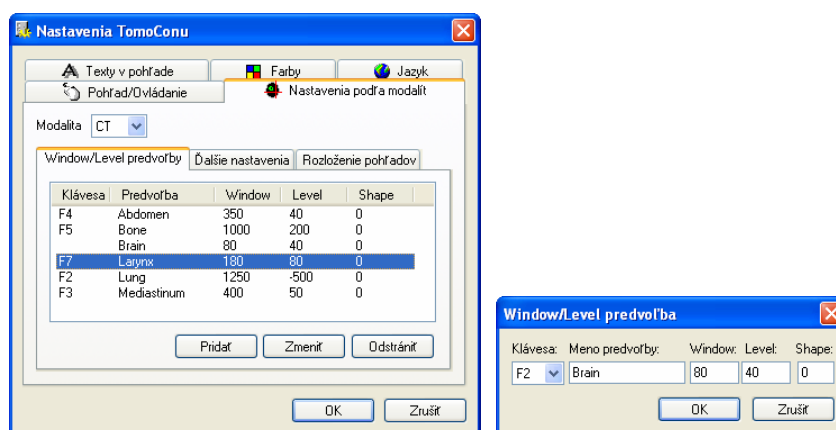 Nastavenia TomoConu
Texty v pohľade Farby Jazyk
Pohľad/Ovládanie Nastavenia podľa modalít
Modalita CT
Window/Level predvoľby Ďalšie nastavenia Rozloženie pohľadov
Klávesa Predvoľba Window Level Shape
F4 Abdomen 350 40 0
F5 Bone 1000 200 0
Brain 80 40 0
F7 Larynx 180 80 0
F2 Lung 1250 -500 0
F3 Mediastinum 400 50 0
Pridať Zmeniť Odstrániť
OK Zrušiť
Window/Level predvoľba
Klávesa: Meno predvoľby: Window: Level: Shape:
F2 Brain 80 40 0
OK Zrušiť